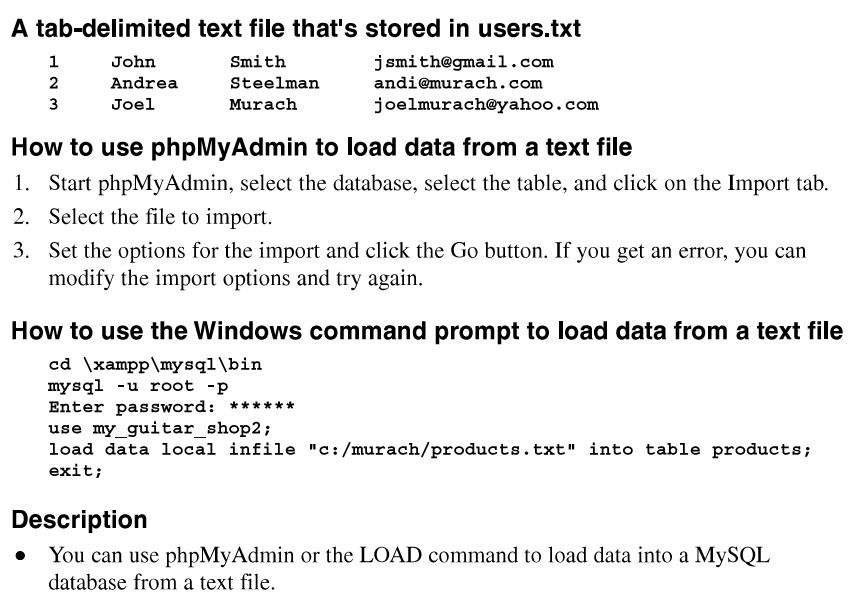 A tab-delimited text file that's stored in users.txt
1 John Smith jsmith@gmail.com
2 Andrea Steelman andi@murach.com
3 Joel Murach joelmurach@yahoo.com
How to use phpMyAdmin to load data from a text file
1. Start phpMyAdmin, select the database, select the table, and click on the Import tab.
2. Select the file to import.
3. Set the options for the import and click the Go button. If you get an error, you can
modify the import options and try again.
How to use the Windows command prompt to load data from a text file
cd \xampp\mysql\bin
mysql -u root -p
Enter password: ******
use my_guitar_shop2;
load data local infile "c:/murach/products.txt" into table products;
exit;
Description
• You can use phpMyAdmin or the LOAD command to load data into a MySQL
database from a text file.